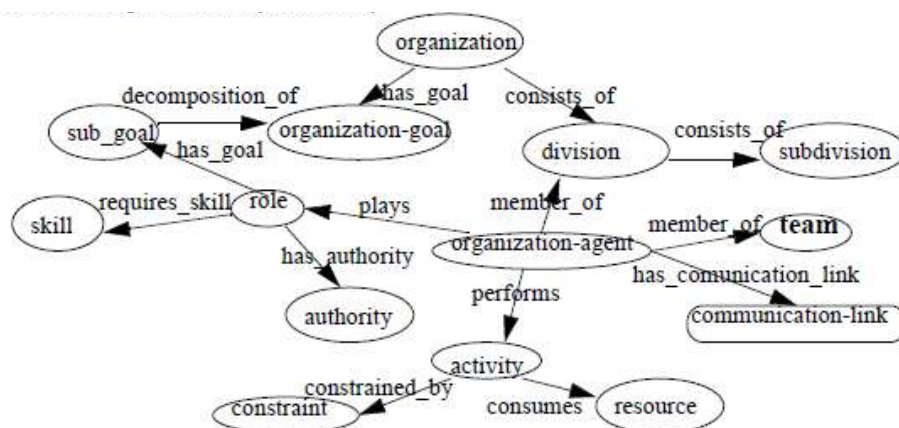 organization
decomposition_of
has_goal
consists_of
sub_goal
organization-goal
division
consists_of
subdivision
has_goal
requires_skill
role
plays
member_of
skill
organization-agent
member_of
team
has_authority
has_comunication_link
performs
authority
communication-link
activity
constrained_by
constraint
consumes
resource